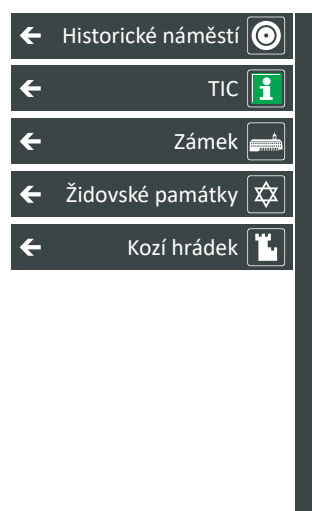 Historické náměstí
TIC
Zámek
Židovské památky
Kozí hrádek